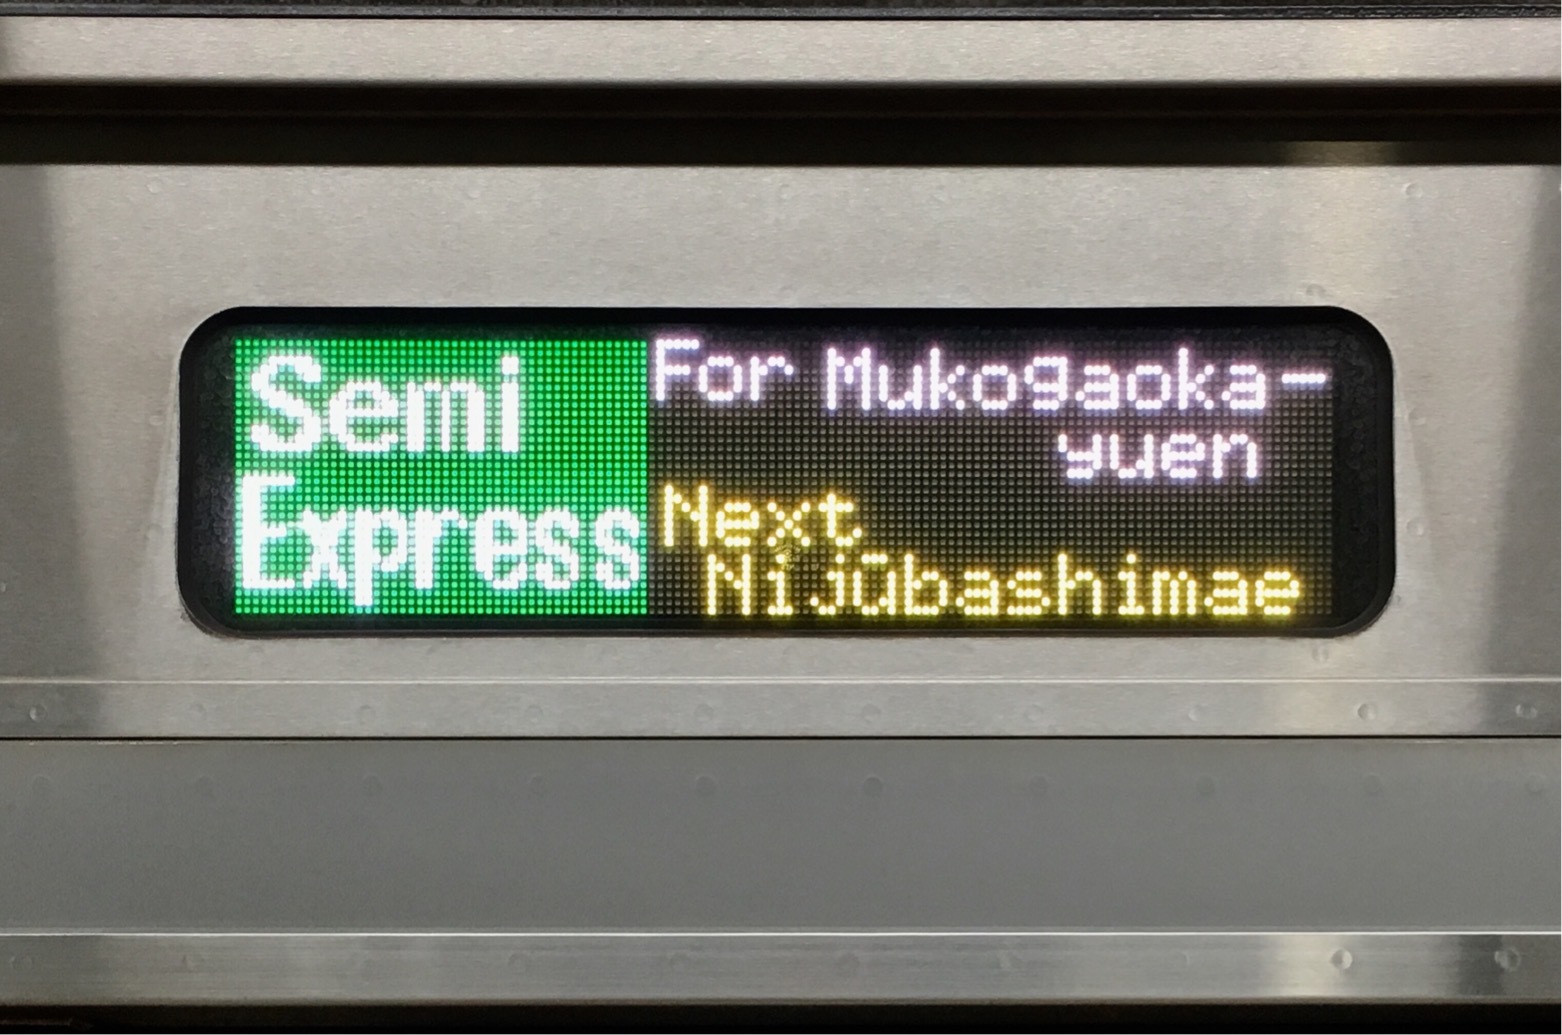 Semi
Express
For Mukogaoka-
yuen
Next
Nijūbashimae